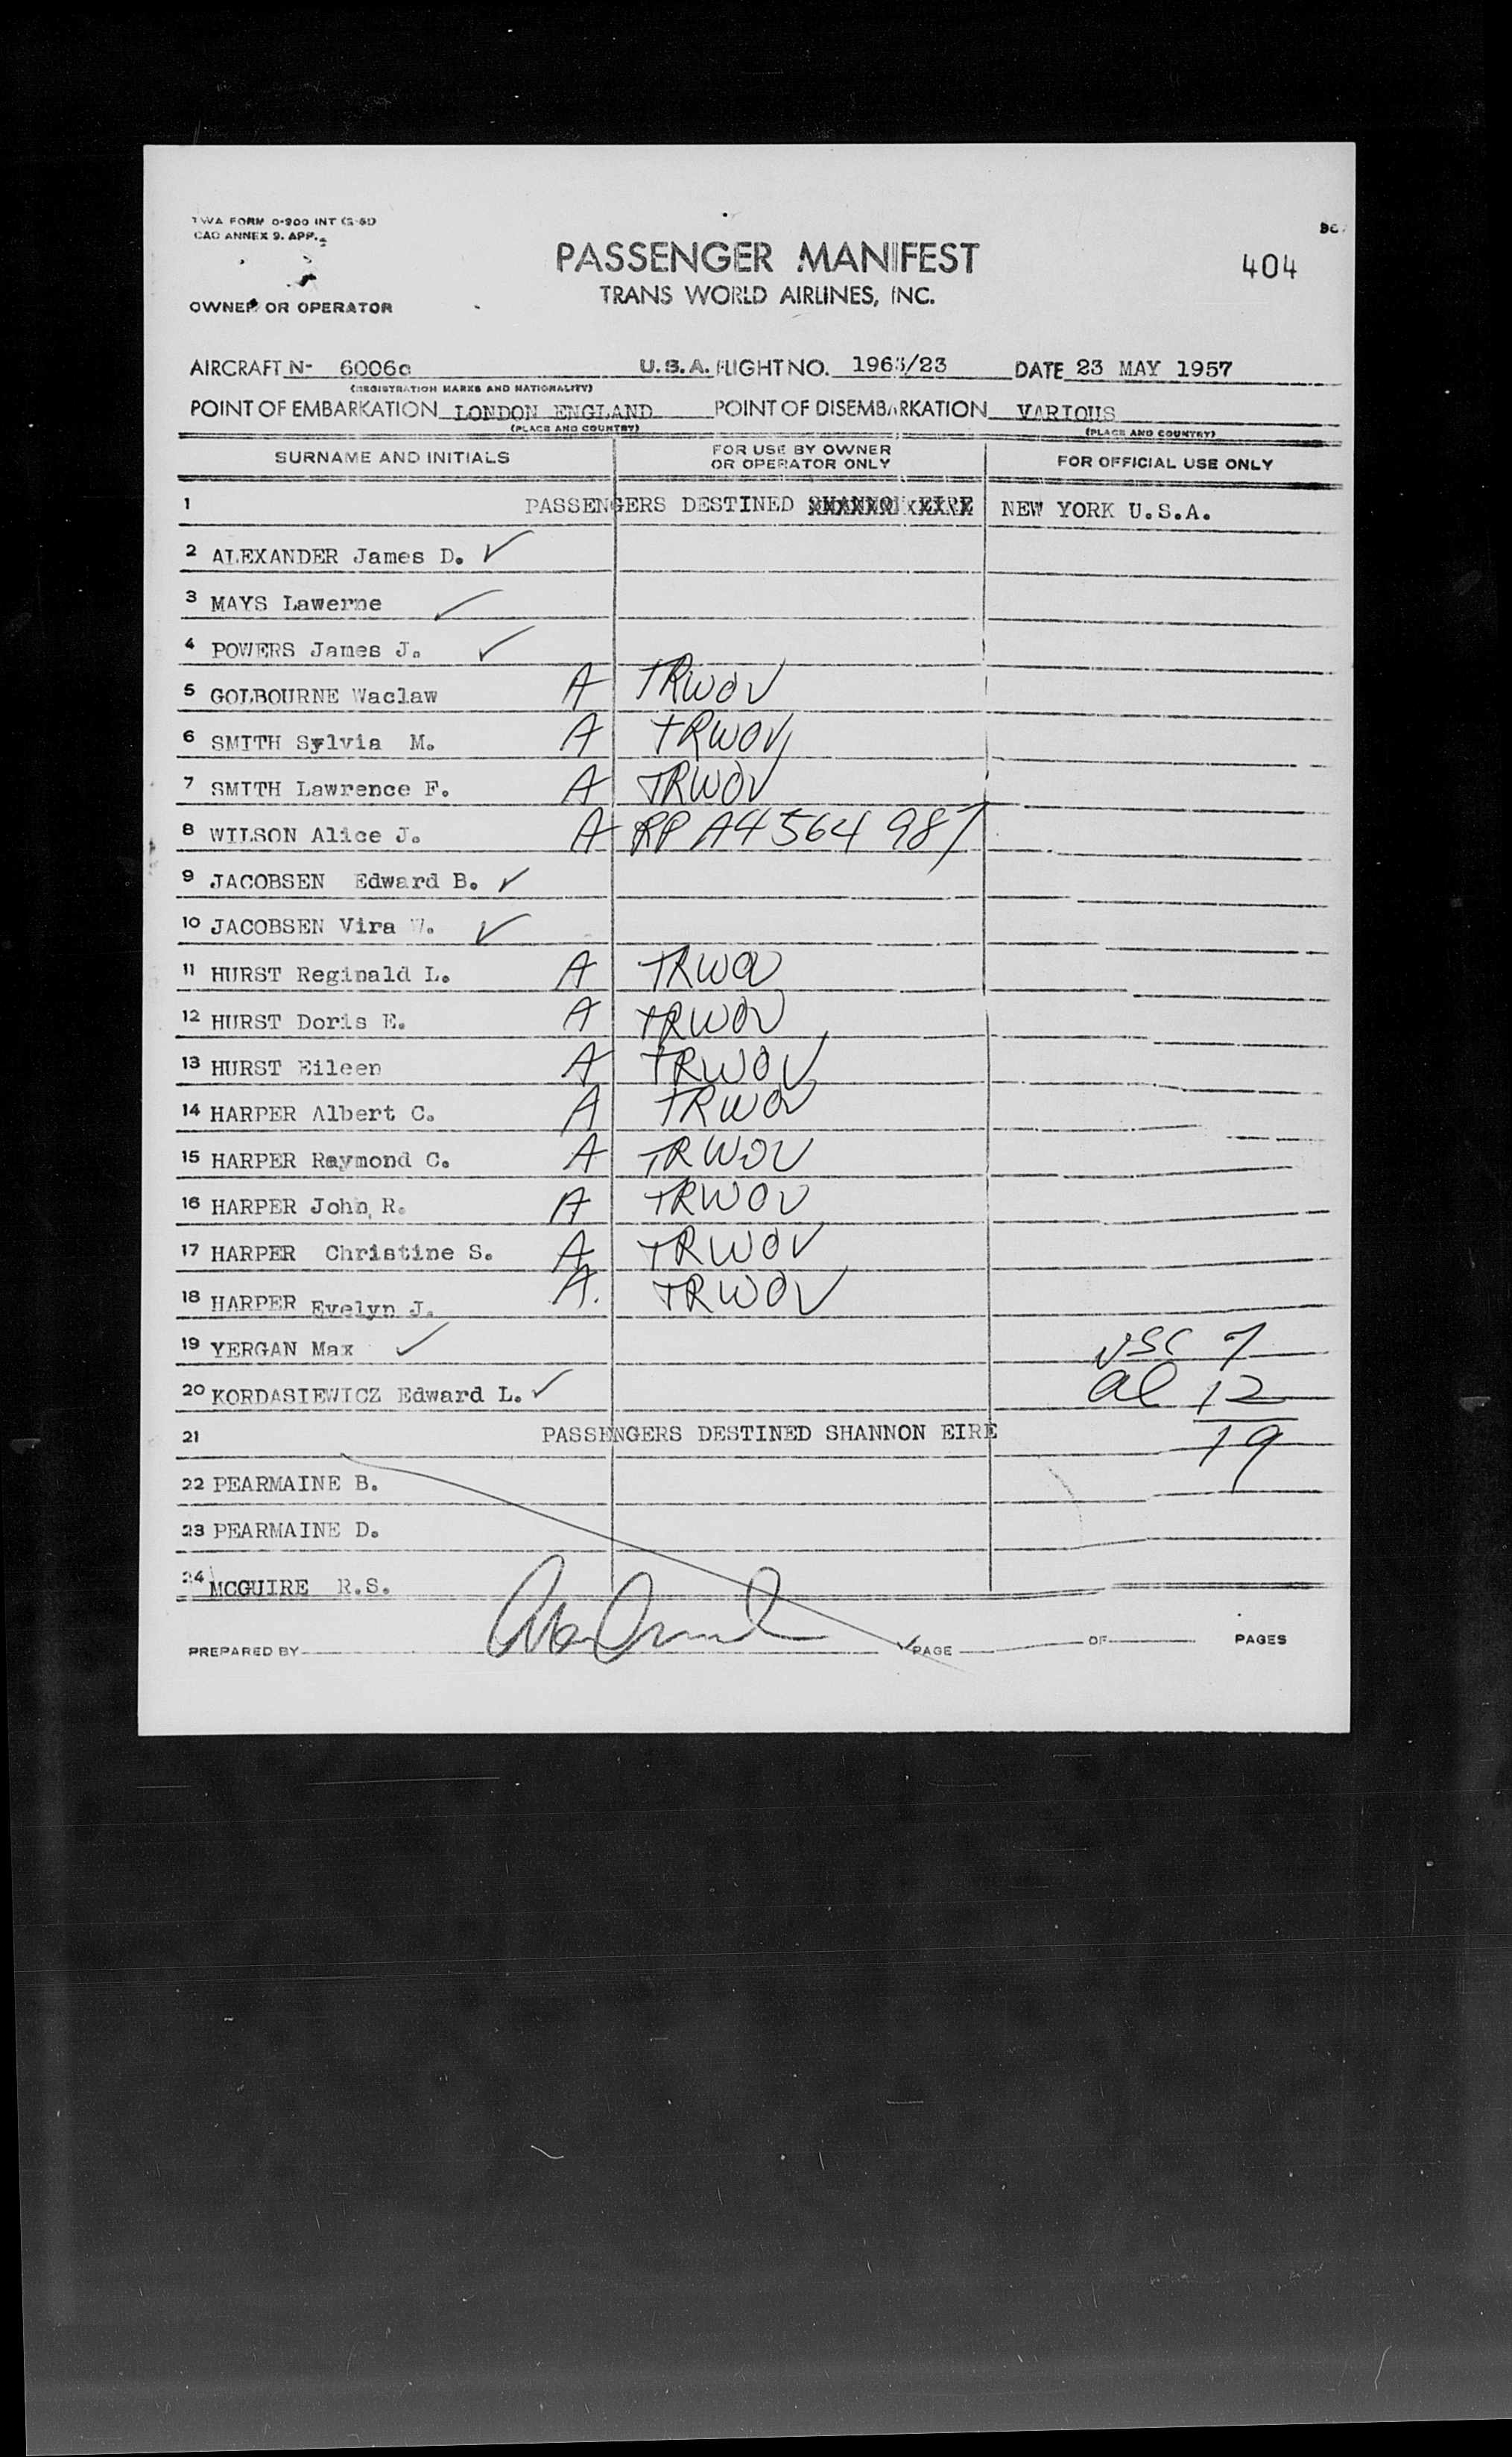 TWA FORM 0-900 INT
CAO ANNEX 9. APP.
PASSENGER MANIFEST
404
TRANS WORLD AIRLINES, INC.
OWNER OR OPERATOR
AIRCRAFT N- 6006c U.S.A. FLIGHT NO. 1963/23 DATE 23 MAY 1957
(REGISTRATION MARKS AND NATIONALITY)
POINT OF EMBARKATION LONDON ENGLAND POINT OF DISEMBARKATION VARIOUS
(PLACE AND COUNTRY) (PLACE AND COUNTRY)
SURNAME AND INITIALS FOR USE BY OWNER OR OPERATOR ONLY FOR OFFICIAL USE ONLY
1 PASSENGERS DESTINED SHANNON EIRE NEW YORK U.S.A.
2 ALEXANDER James D. ✓
3 MAYS Lawerne ✓
4 POWERS James J. ✓
5 GOLBOURNE Waclaw A TRWOV
6 SMITH Sylvia M. A TRWOV
7 SMITH Lawrence F. A TRWOV
8 WILSON Alice J. A RP A4564987
9 JACOBSEN Edward B. ✓
10 JACOBSEN Vira W. ✓
11 HURST Reginald L. A TRWOV
12 HURST Doris E. A TRWOV
13 HURST Eileen A TRWOV
14 HARPER Albert C. A TRWOV
15 HARPER Raymond C. A TRWOV
16 HARPER John R. A TRWOV
17 HARPER Christine S. A TRWOV
18 HARPER Evelyn J. A. TRWOV
19 YERGAN Max ✓ USC 7
20 KORDASIEWICZ Edward L. ✓ al 12
21 PASSENGERS DESTINED SHANNON EIRE 19
22 PEARMAINE B.
23 PEARMAINE D.
24 MCGUIRE R.S.
PREPARED BY PAGE OF PAGES